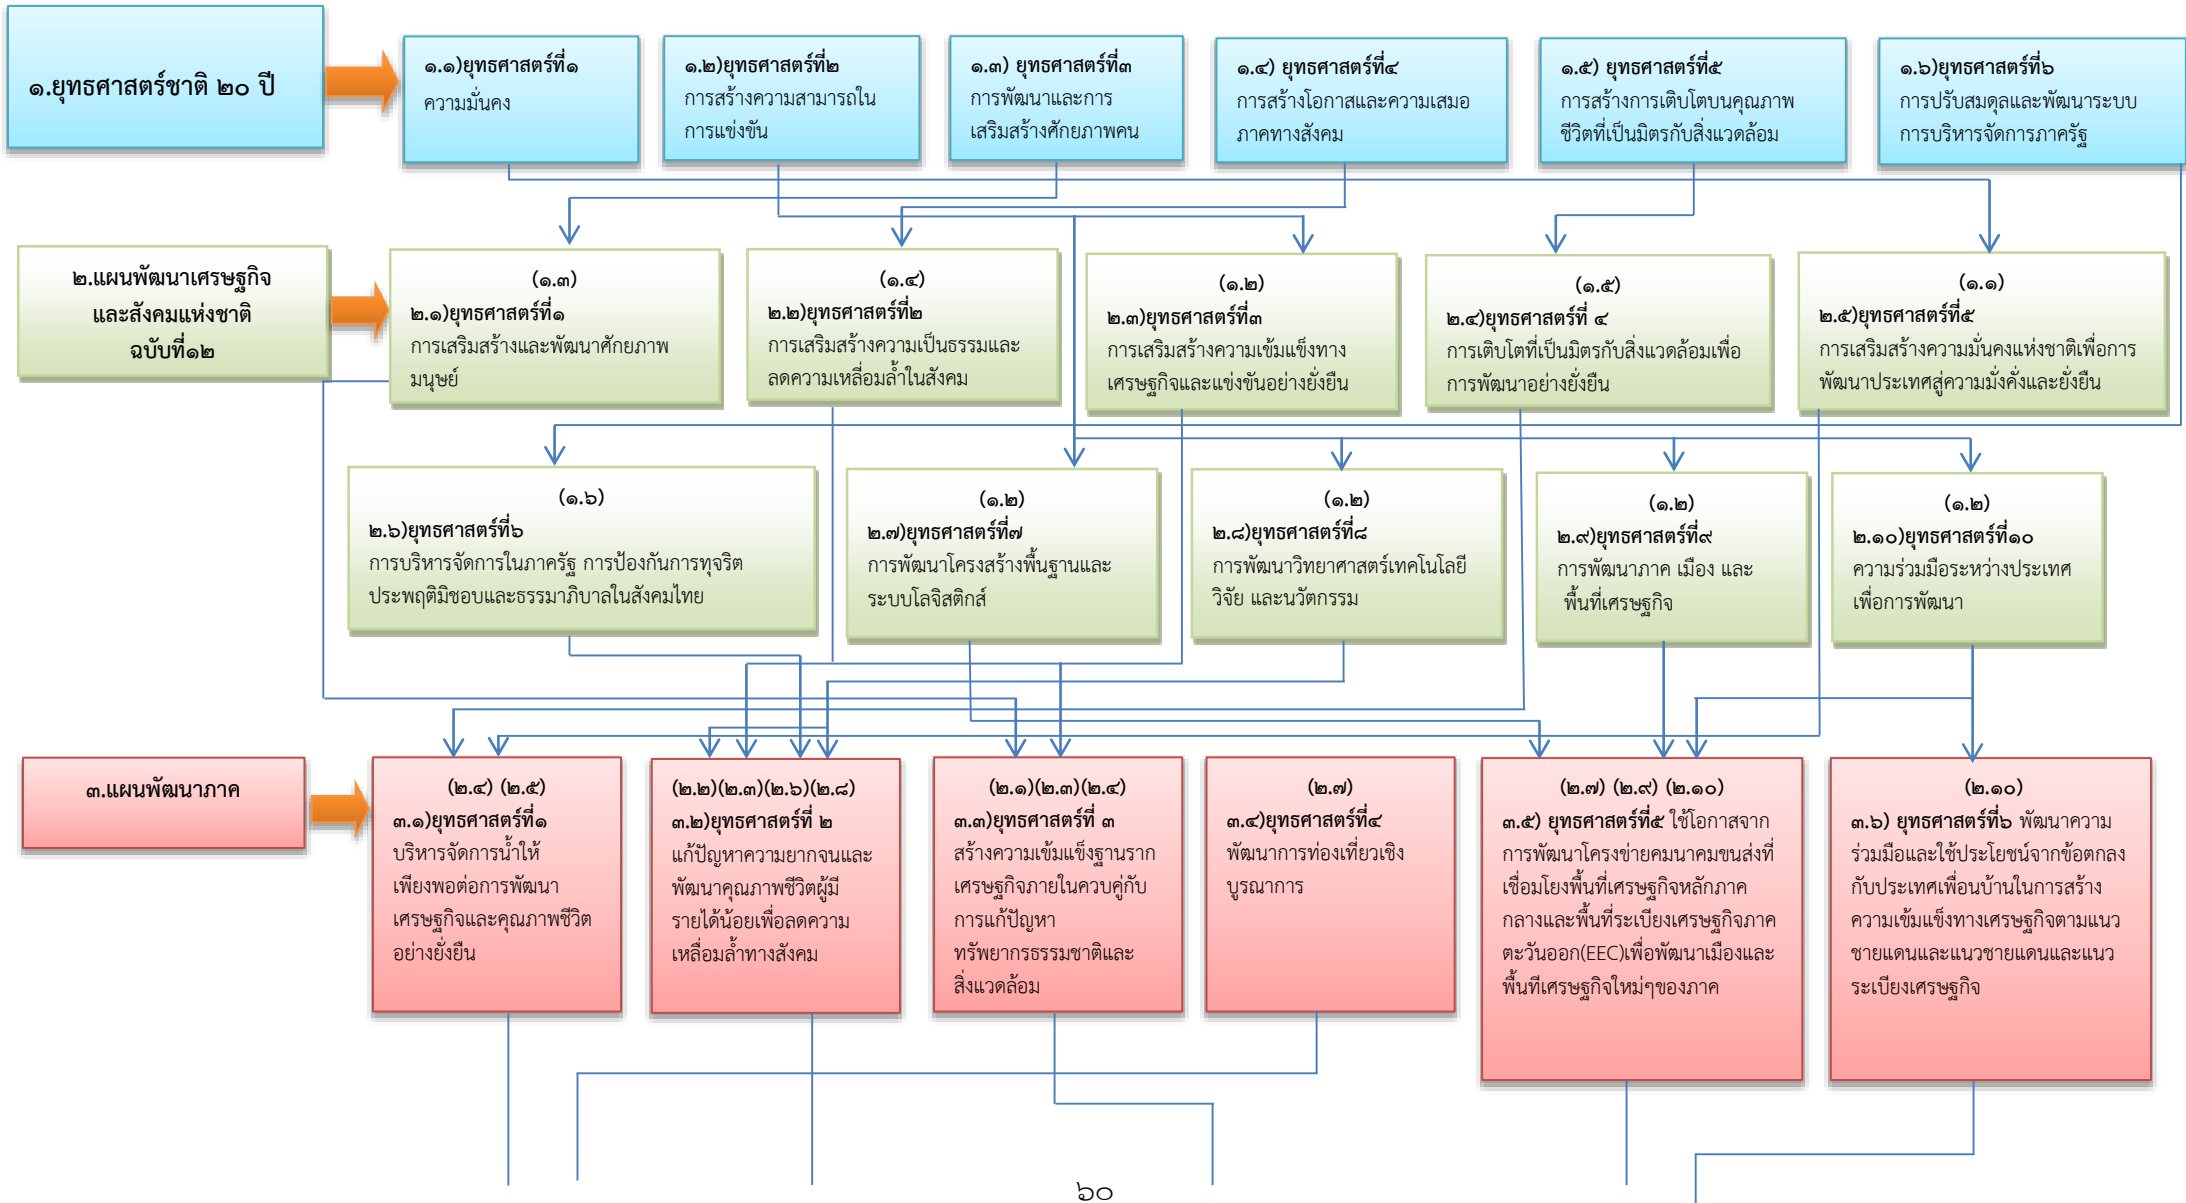 ๑.ยุทธศาสตร์ชาติ ๒๐ ปี
๑.๑)ยุทธศาสตร์ที่๑
ความมั่นคง
๑.๒)ยุทธศาสตร์ที่๒
การสร้างความสามารถใน
การแข่งขัน
๑.๓) ยุทธศาสตร์ที่๓
การพัฒนาและการ
เสริมสร้างศักยภาพคน
๑.๔) ยุทธศาสตร์ที่๔
การสร้างโอกาสและความเสมอ
ภาคทางสังคม
๑.๕) ยุทธศาสตร์ที่๕
การสร้างการเติบโตบนคุณภาพ
ชีวิตที่เป็นมิตรกับสิ่งแวดล้อม
๑.๖)ยุทธศาสตร์ที่๖
การปรับสมดุลและพัฒนาระบบ
การบริหารจัดการภาครัฐ
๒.แผนพัฒนาเศรษฐกิจ
และสังคมแห่งชาติ
ฉบับที่๑๒
(๑.๓)
๒.๑)ยุทธศาสตร์ที่๑
การเสริมสร้างและพัฒนาศักยภาพ
มนุษย์
(๑.๔)
๒.๒)ยุทธศาสตร์ที่๒
การเสริมสร้างความเป็นธรรมและ
ลดความเหลื่อมล้ำในสังคม
(๑.๒)
๒.๓)ยุทธศาสตร์ที่๓
การเสริมสร้างความเข้มแข็งทาง
เศรษฐกิจและแข่งขันอย่างยั่งยืน
(๑.๕)
๒.๔)ยุทธศาสตร์ที่ ๔
การเติบโตที่เป็นมิตรกับสิ่งแวดล้อมเพื่อ
การพัฒนาอย่างยั่งยืน
(๑.๑)
๒.๕)ยุทธศาสตร์ที่๕
การเสริมสร้างความมั่นคงแห่งชาติเพื่อการ
พัฒนาประเทศสู่ความมั่งคั่งและยั่งยืน
(๑.๖)
๒.๖)ยุทธศาสตร์ที่๖
การบริหารจัดการในภาครัฐ การป้องกันการทุจริต
ประพฤติมิชอบและธรรมาภิบาลในสังคมไทย
(๑.๒)
๒.๗)ยุทธศาสตร์ที่๗
การพัฒนาโครงสร้างพื้นฐานและ
ระบบโลจิสติกส์
(๑.๒)
๒.๘)ยุทธศาสตร์ที่๘
การพัฒนาวิทยาศาสตร์เทคโนโลยี
วิจัย และนวัตกรรม
(๑.๒)
๒.๙)ยุทธศาสตร์ที่๙
การพัฒนาภาค เมือง และ
พื้นที่เศรษฐกิจ
(๑.๒)
๒.๑๐)ยุทธศาสตร์ที่๑๐
ความร่วมมือระหว่างประเทศ
เพื่อการพัฒนา
๓.แผนพัฒนาภาค
(๒.๔) (๒.๕)
๓.๑)ยุทธศาสตร์ที่๑
บริหารจัดการน้ำให้
เพียงพอต่อการพัฒนา
เศรษฐกิจและคุณภาพชีวิต
อย่างยั่งยืน
(๒.๒)(๒.๓)(๒.๖)(๒.๘)
๓.๒)ยุทธศาสตร์ที่ ๒
แก้ปัญหาความยากจนและ
พัฒนาคุณภาพชีวิตผู้มี
รายได้น้อยเพื่อลดความ
เหลื่อมล้ำทางสังคม
(๒.๑)(๒.๓)(๒.๔)
๓.๓)ยุทธศาสตร์ที่ ๓
สร้างความเข้มแข็งฐานราก
เศรษฐกิจภายในควบคู่กับ
การแก้ปัญหา
ทรัพยากรธรรมชาติและ
สิ่งแวดล้อม
(๒.๗)
๓.๔)ยุทธศาสตร์ที่๔
พัฒนาการท่องเที่ยวเชิง
บูรณาการ
(๒.๗) (๒.๙) (๒.๑๐)
๓.๕) ยุทธศาสตร์ที่๕ ใช้โอกาสจาก
การพัฒนาโครงข่ายคมนาคมขนส่งที่
เชื่อมโยงพื้นที่เศรษฐกิจหลักภาค
กลางและพื้นที่ระเบียงเศรษฐกิจภาค
ตะวันออก(EEC)เพื่อพัฒนาเมืองและ
พื้นที่เศรษฐกิจใหม่ๆของภาค
(๒.๑๐)
๓.๖) ยุทธศาสตร์ที่๖ พัฒนาความ
ร่วมมือและใช้ประโยชน์จากข้อตกลง
กับประเทศเพื่อนบ้านในการสร้าง
ความเข้มแข็งทางเศรษฐกิจตามแนว
ชายแดนและแนวชายแดนและแนว
ระเบียงเศรษฐกิจ
๖๐